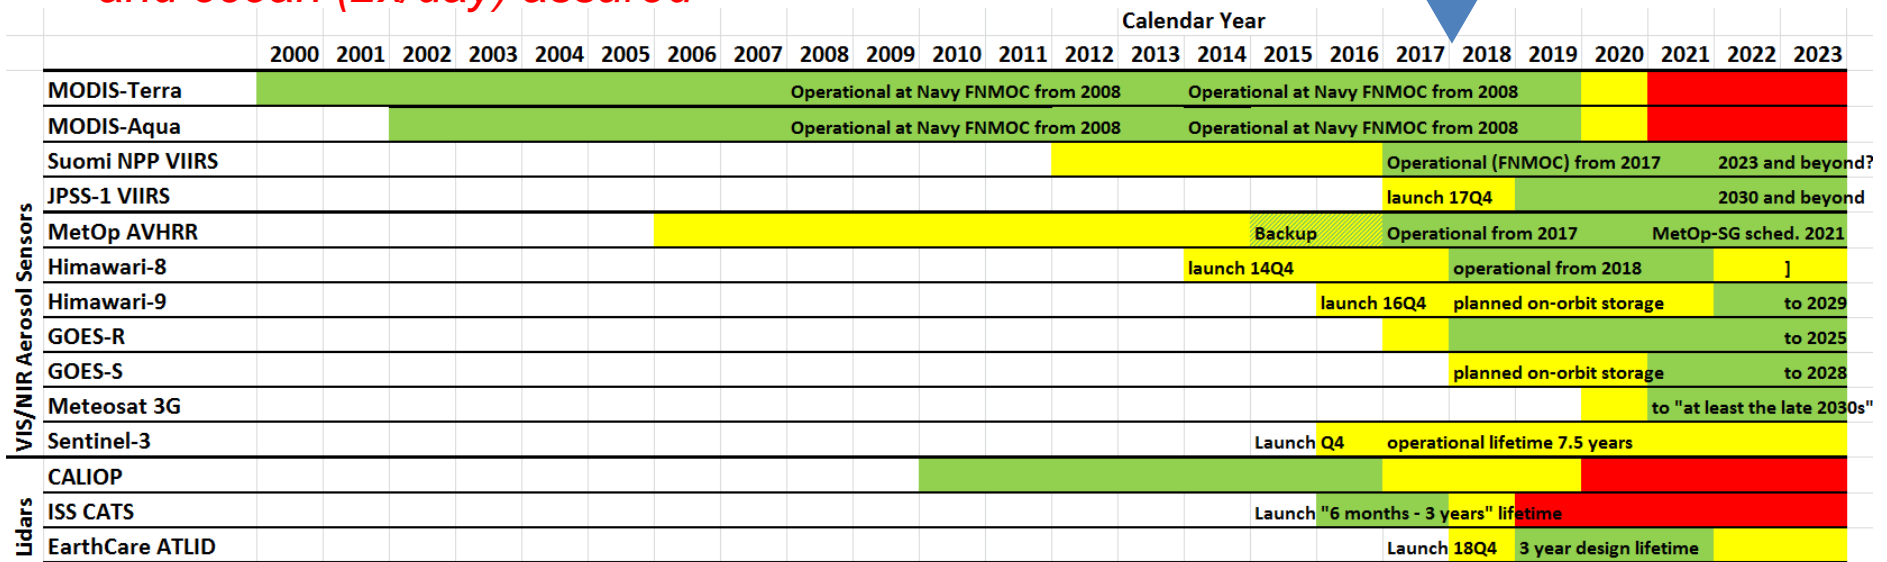 and ocean (2x/day) assured
Calendar Year
2000 2001 2002 2003 2004 2005 2006 2007 2008 2009 2010 2011 2012 2013 2014 2015 2016 2017 2018 2019 2020 2021 2022 2023
VIS/NIR Aerosol Sensors
MODIS-Terra Operational at Navy FNMOC from 2008 Operational at Navy FNMOC from 2008
MODIS-Aqua Operational at Navy FNMOC from 2008 Operational at Navy FNMOC from 2008
Suomi NPP VIIRS Operational (FNMOC) from 2017 2023 and beyond?
JPSS-1 VIIRS launch 17Q4 2030 and beyond
MetOp AVHRR Backup Operational from 2017 MetOp-SG sched. 2021
Himawari-8 launch 14Q4 operational from 2018 ]
Himawari-9 launch 16Q4 planned on-orbit storage to 2029
GOES-R to 2025
GOES-S planned on-orbit storage to 2028
Meteosat 3G to "at least the late 2030s"
Sentinel-3 Launch Q4 operational lifetime 7.5 years
Lidars
CALIOP
ISS CATS Launch "6 months - 3 years" lifetime
EarthCare ATLID Launch 18Q4 3 year design lifetime